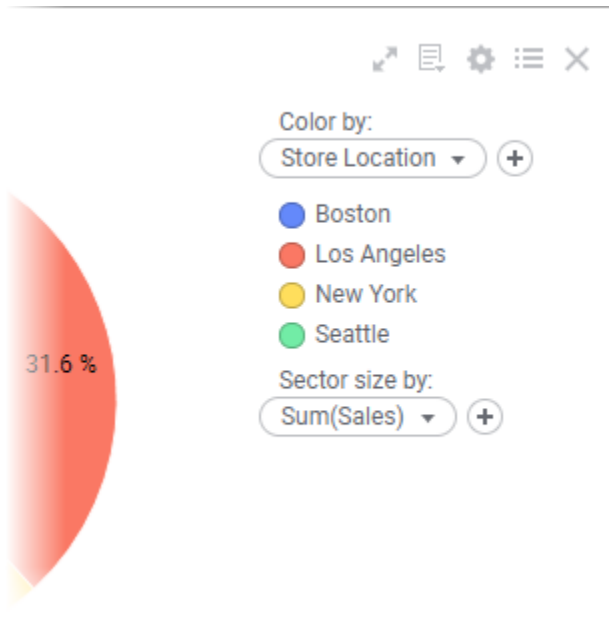 Color by:
Store Location
Boston
Los Angeles
New York
Seattle
31.6 %
Sector size by:
Sum(Sales)